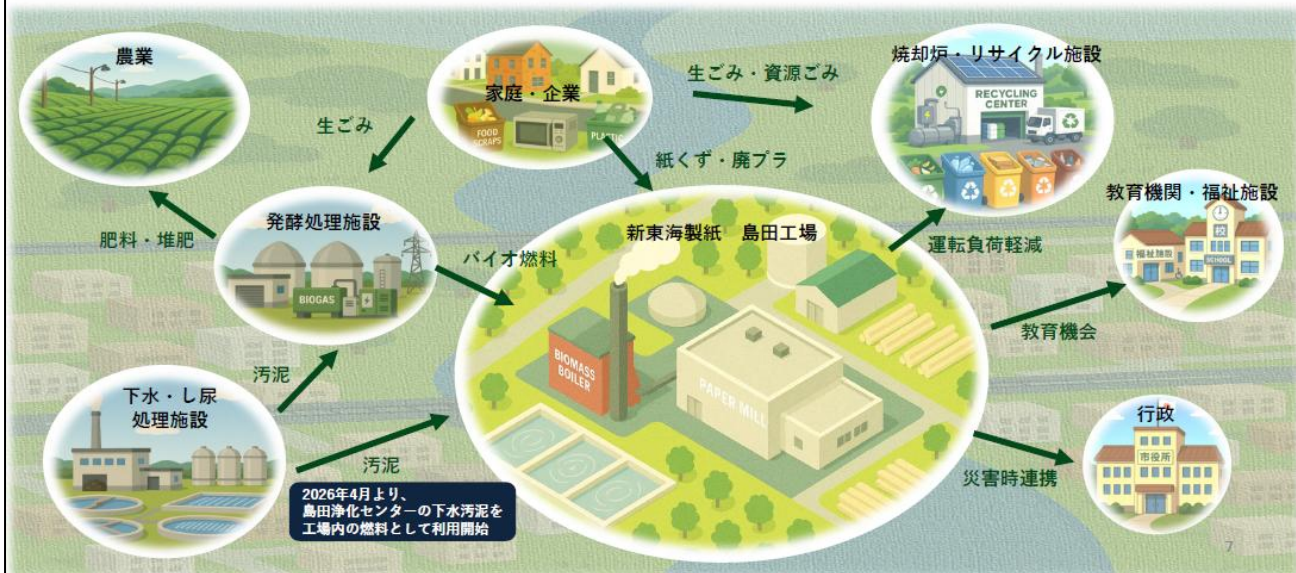 農業
家庭・企業
FOOD
SCRAPS
PLASTIC
生ごみ・資源ごみ
焼却炉・リサイクル施設
RECYCLING
CENTER
生ごみ
紙くず・廃プラ
教育機関・福祉施設
福祉施設
校
SCHOOL
発酵処理施設
BIOGAS
肥料・堆肥
バイオ燃料
新東海製紙 島田工場
BIOMASS
BOILER
PAPER MILL
運転負荷軽減
教育機会
汚泥
下水・し尿
処理施設
汚泥
2026年4月より、
島田浄化センターの下水汚泥を
工場内の燃料として利用開始
行政
市役所
災害時連携
7